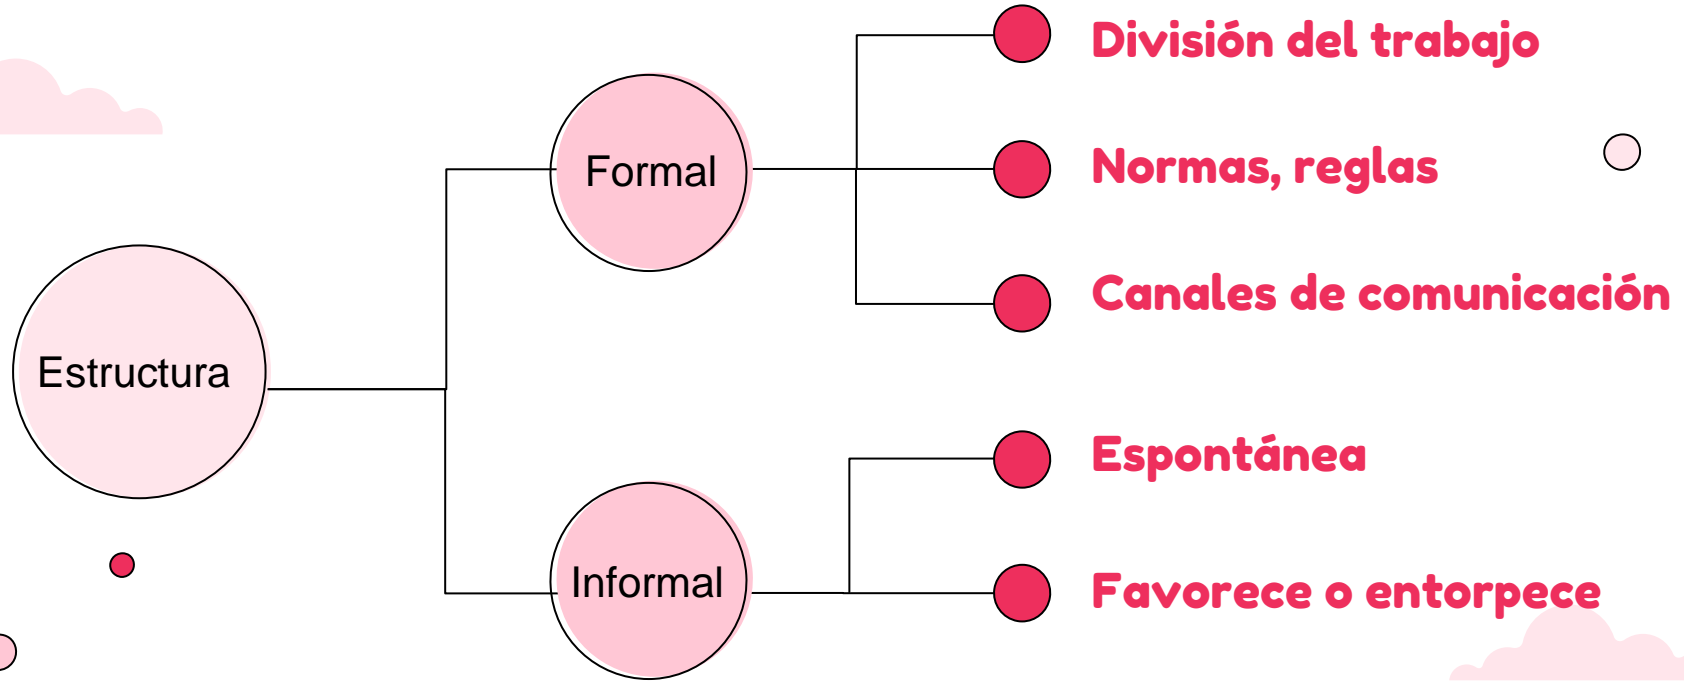 Estructura
Formal
División del trabajo
Normas, reglas
Canales de comunicación
Informal
Espontánea
Favorece o entorpece